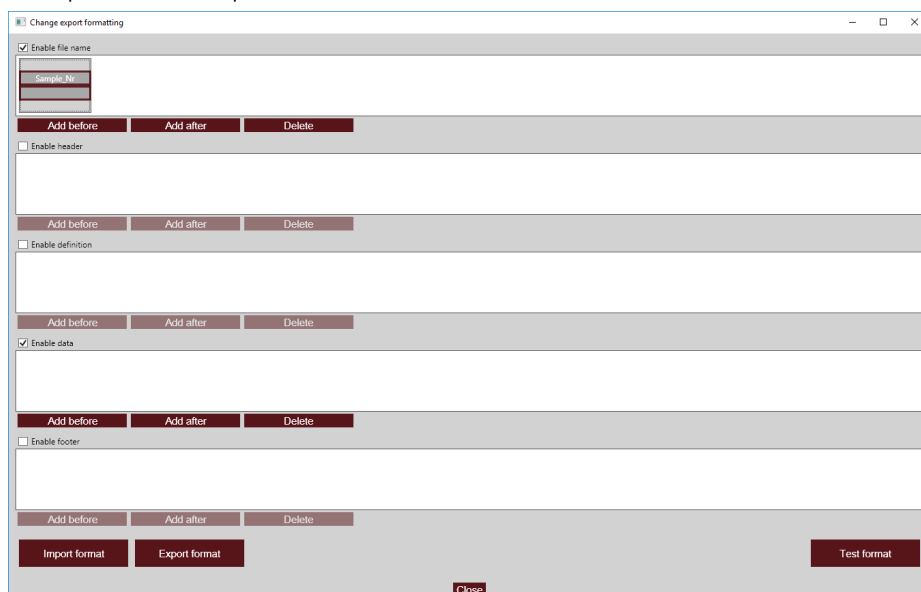 Change export formatting
Enable file name
Sample_Nr
Add before Add after Delete
Enable header
Add before Add after Delete
Enable definition
Add before Add after Delete
Enable data
Add before Add after Delete
Enable footer
Add before Add after Delete
Import format Export format Test format
Close